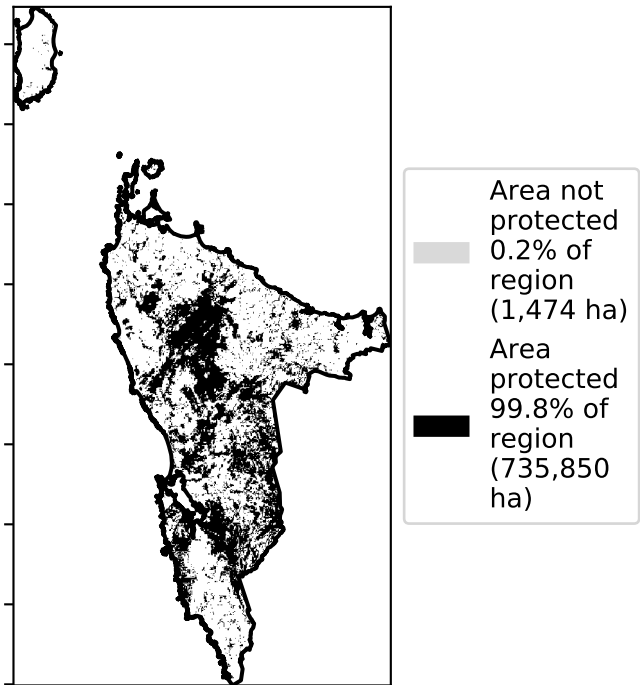 Area not
protected
0.2% of
region
(1,474 ha)
Area
protected
99.8% of
region
(735,850
ha)